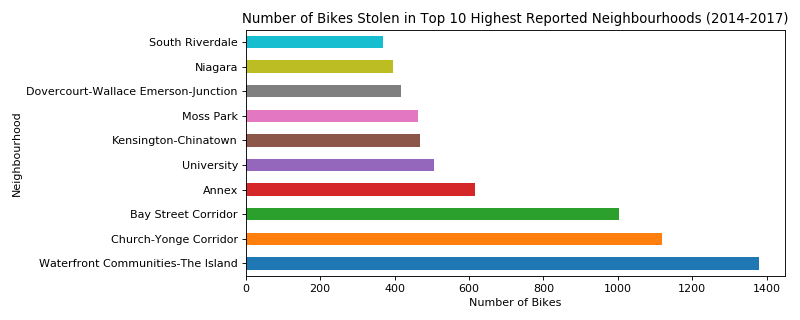 Number of Bikes Stolen in Top 10 Highest Reported Neighbourhoods (2014-2017)
South Riverdale
Niagara
Dovercourt-Wallace Emerson-Junction
Moss Park
Kensington-Chinatown
University
Annex
Bay Street Corridor
Church-Yonge Corridor
Waterfront Communities-The Island
Neighbourhood
0 200 400 600 800 1000 1200 1400
Number of Bikes